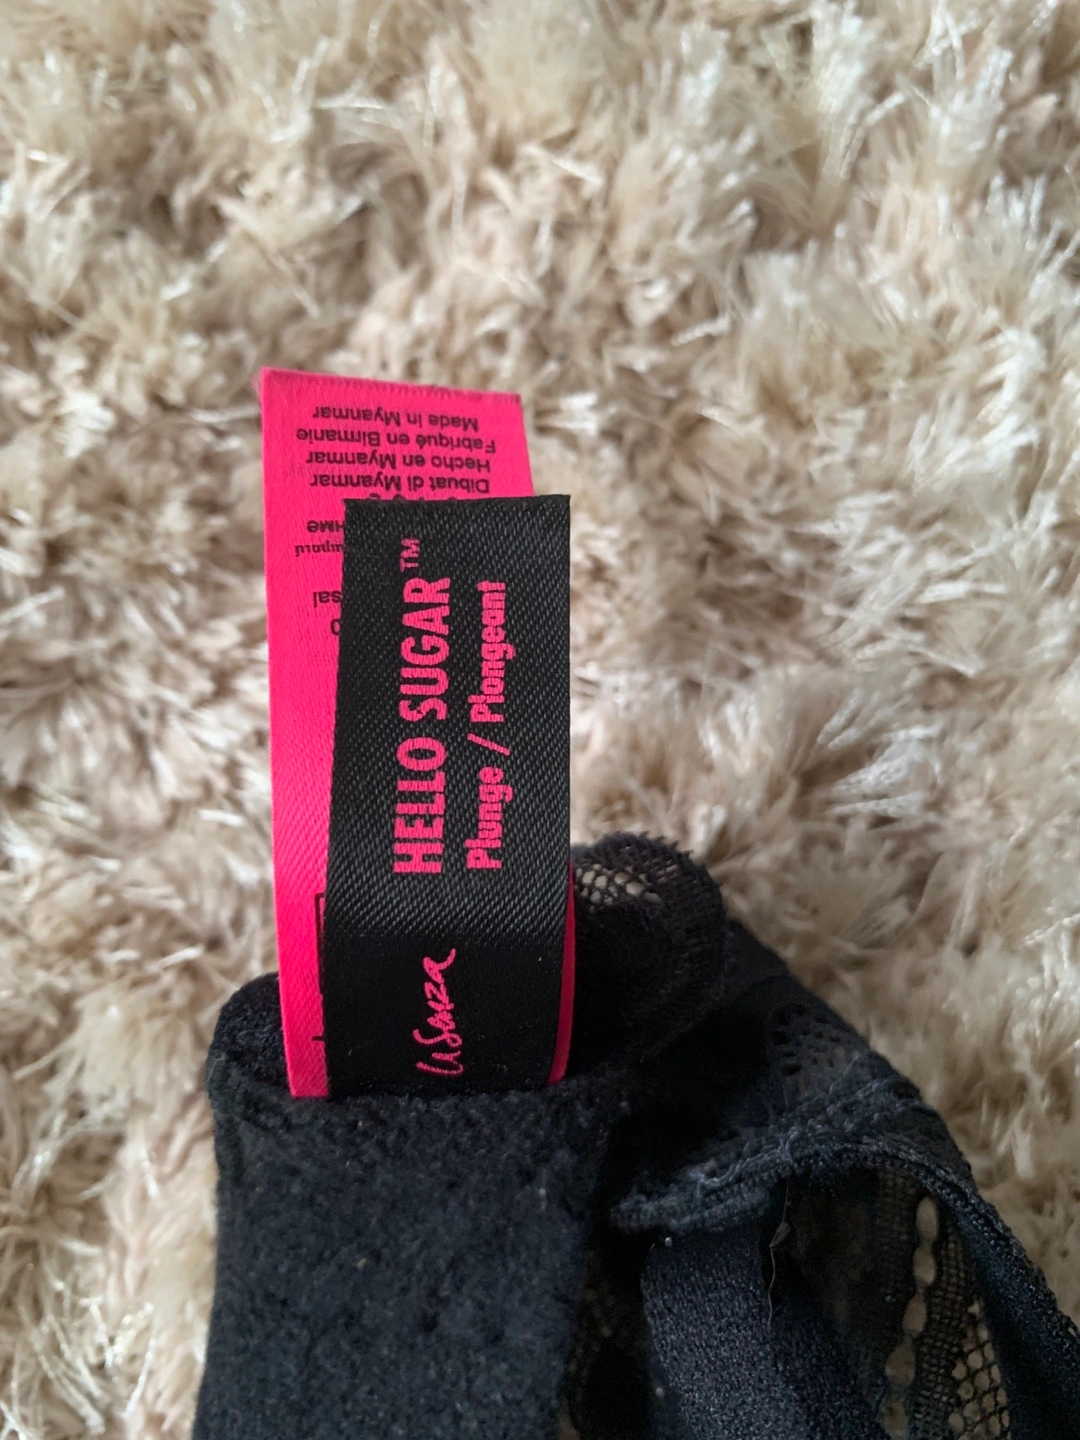 HELLO SUGAR™
Plunge / Plongeant
la Senza
Made in Myanmar
Fabriqué en Birmanie
Hecho en Myanmar
Dibuat di Myanmar